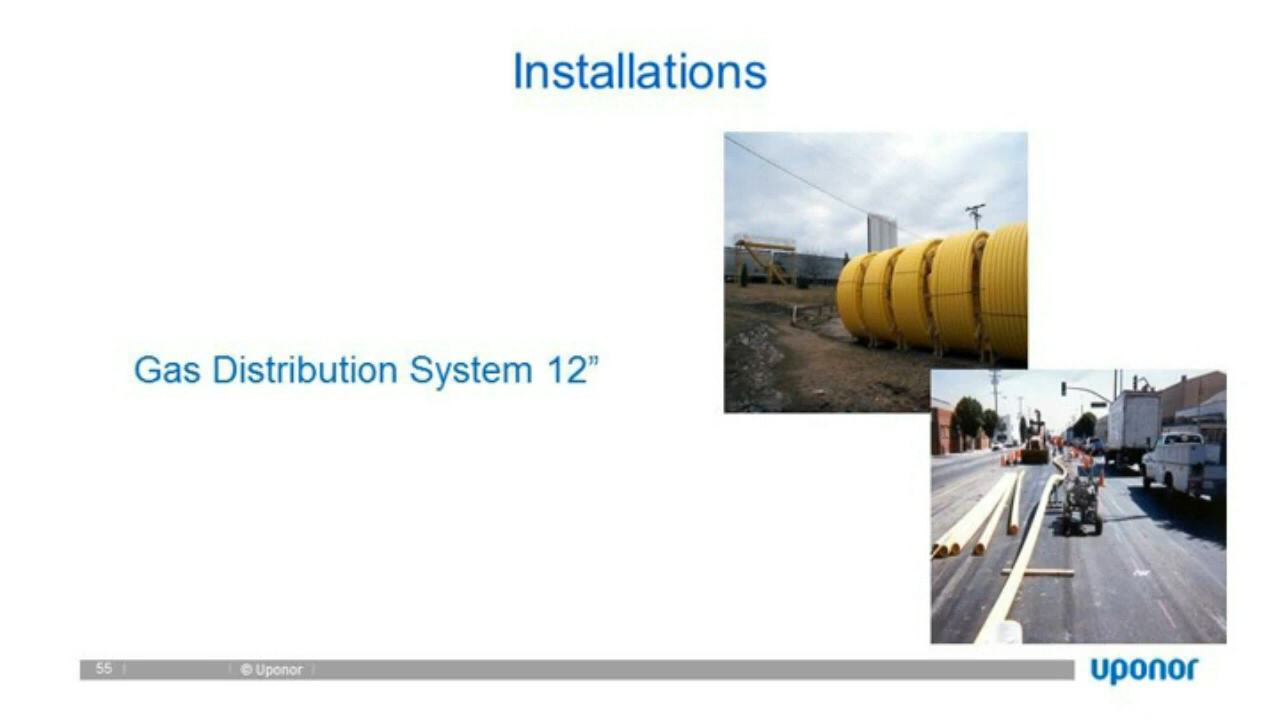 Installations
Gas Distribution System 12”
55
© Uponor
uponor